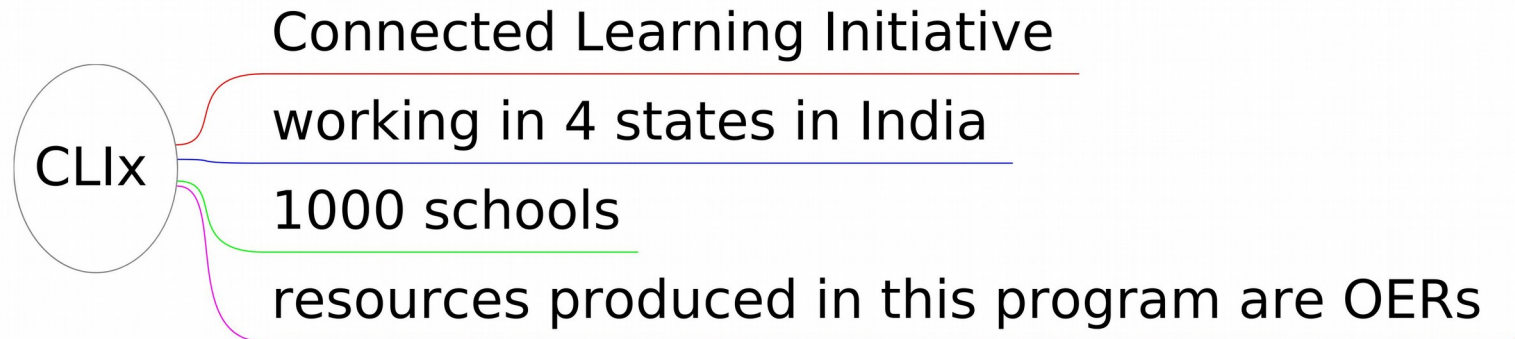 CLIx
Connected Learning Initiative
working in 4 states in India
1000 schools
resources produced in this program are OERs